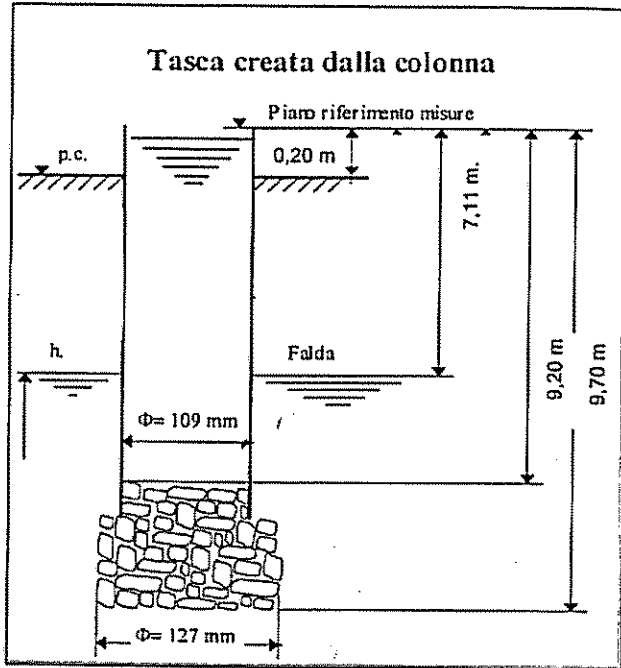 Tasca creata dalla colonna
Piano riferimento misure
p.c.
0,20 m
7,11 m.
9,20 m
9,70 m
h.
Falda
Φ= 109 mm
Φ= 127 mm